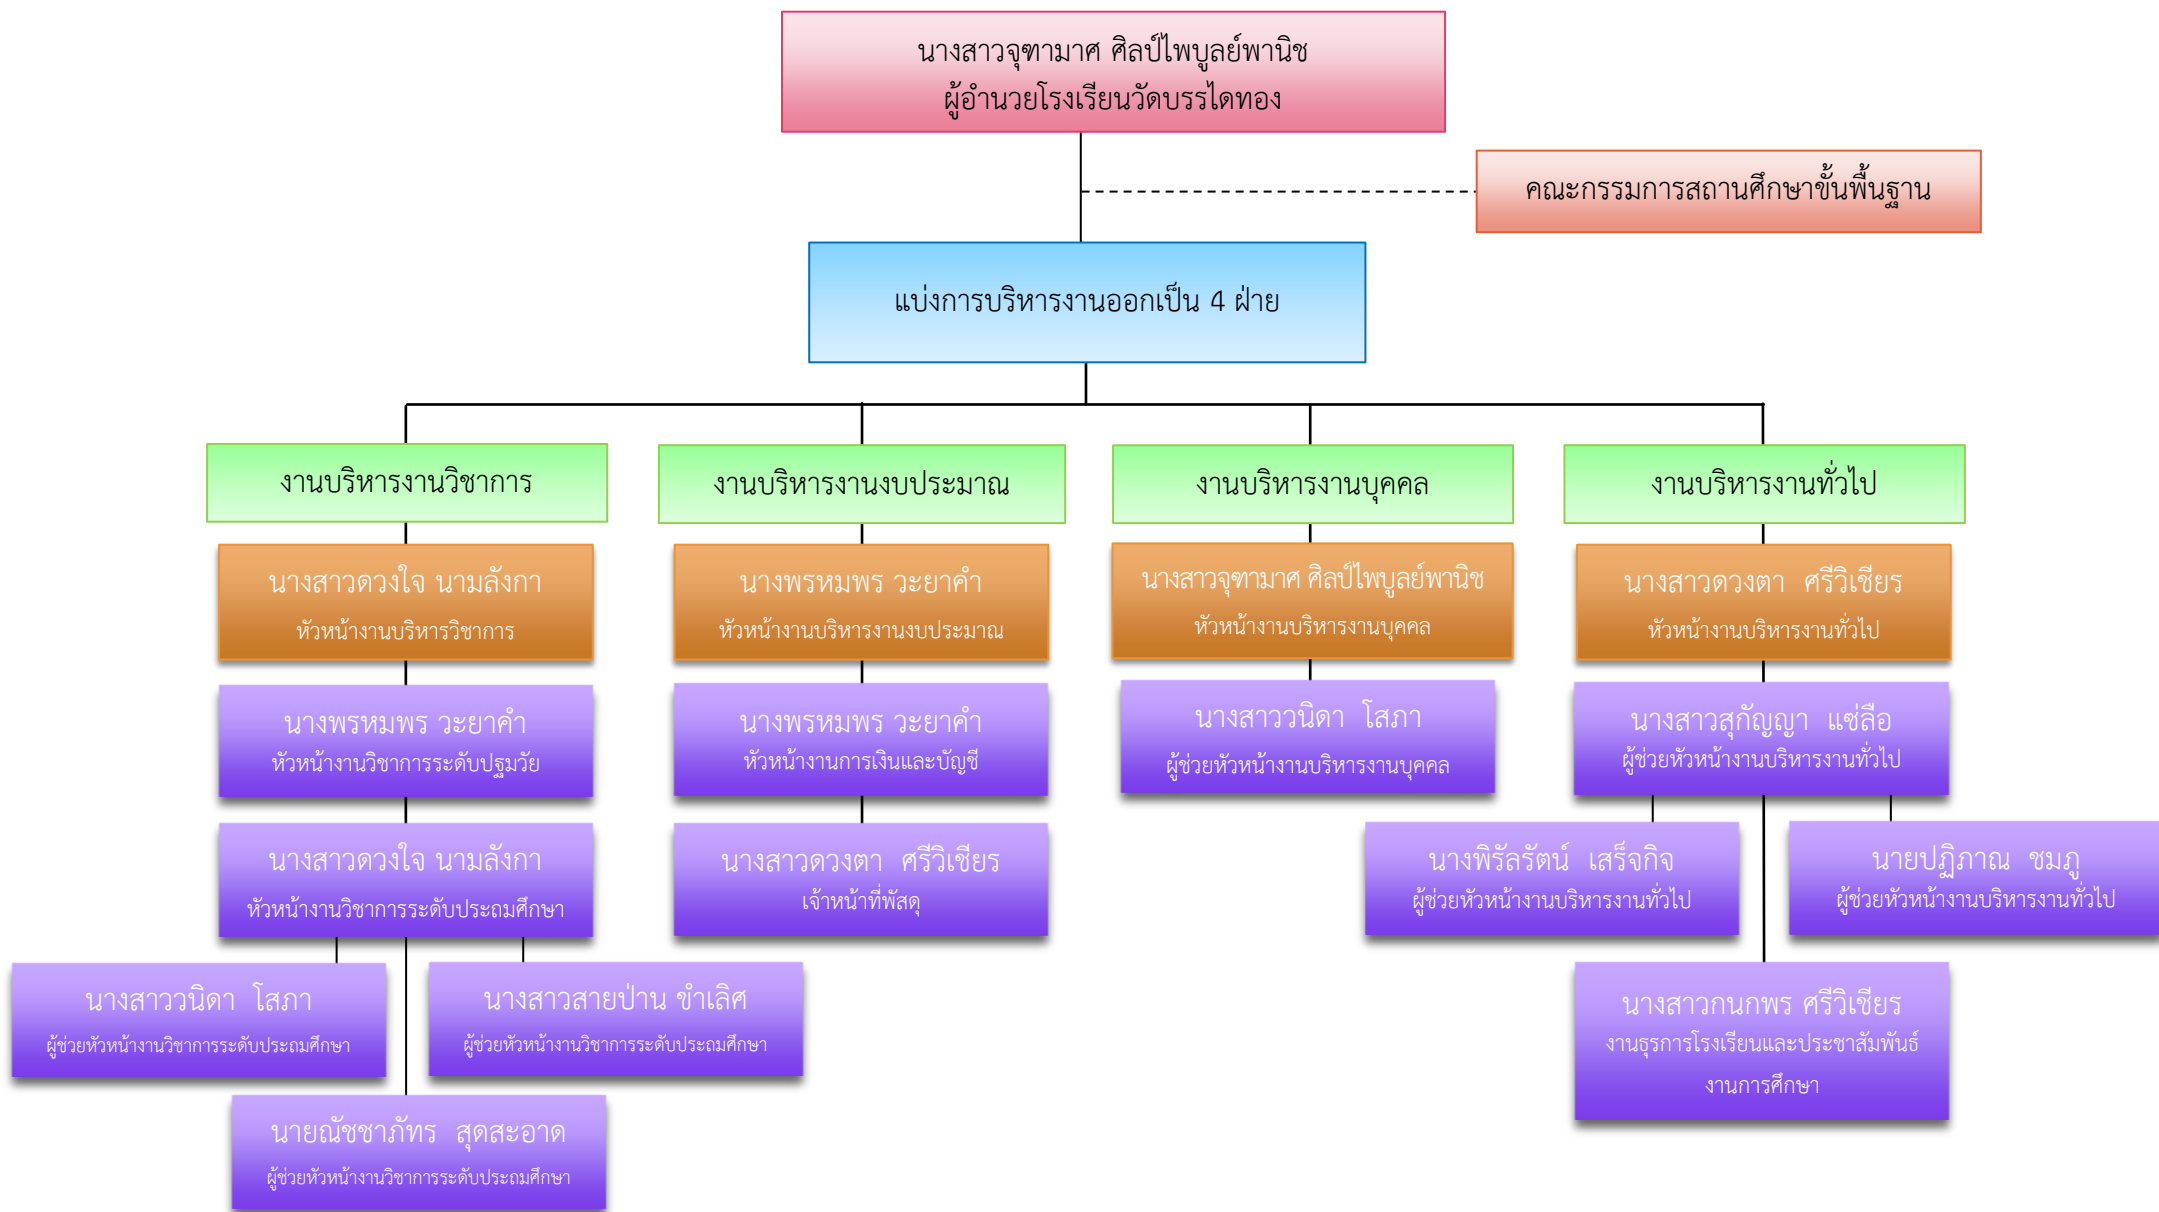 นางสาวจุฑามาศ ศิลป์ไพบูลย์พานิช
ผู้อำนวยโรงเรียนวัดบรรไดทอง
คณะกรรมการสถานศึกษาขั้นพื้นฐาน
แบ่งการบริหารงานออกเป็น 4 ฝ่าย
งานบริหารงานวิชาการ
งานบริหารงานงบประมาณ
งานบริหารงานบุคคล
งานบริหารงานทั่วไป
นางสาวดวงใจ นามลังกา
หัวหน้างานบริหารวิชาการ
นางพรหมพร วะยาคำ
หัวหน้างานบริหารงานงบประมาณ
นางสาวจุฑามาศ ศิลป์ไพบูลย์พานิช
หัวหน้างานบริหารงานบุคคล
นางสาวดวงตา ศรีวิเชียร
หัวหน้างานบริหารงานทั่วไป
นางพรหมพร วะยาคำ
หัวหน้างานวิชาการระดับปฐมวัย
นางพรหมพร วะยาคำ
หัวหน้างานการเงินและบัญชี
นางสาววนิดา โสภา
ผู้ช่วยหัวหน้างานบริหารงานบุคคล
นางสาวสุกัญญา แซ่ลือ
ผู้ช่วยหัวหน้างานบริหารงานทั่วไป
นางสาวดวงใจ นามลังกา
หัวหน้างานวิชาการระดับประถมศึกษา
นางสาวดวงตา ศรีวิเชียร
เจ้าหน้าที่พัสดุ
นางพิรัลรัตน์ เสร็จกิจ
ผู้ช่วยหัวหน้างานบริหารงานทั่วไป
นายปฏิภาณ ชมภู
ผู้ช่วยหัวหน้างานบริหารงานทั่วไป
นางสาววนิดา โสภา
ผู้ช่วยหัวหน้างานวิชาการระดับประถมศึกษา
นางสาวสายป่าน ขำเลิศ
ผู้ช่วยหัวหน้างานวิชาการระดับประถมศึกษา
นางสาวกนกพร ศรีวิเชียร
งานธุรการโรงเรียนและประชาสัมพันธ์
งานการศึกษา
นายณัชชาภัทร สุดสะอาด
ผู้ช่วยหัวหน้างานวิชาการระดับประถมศึกษา